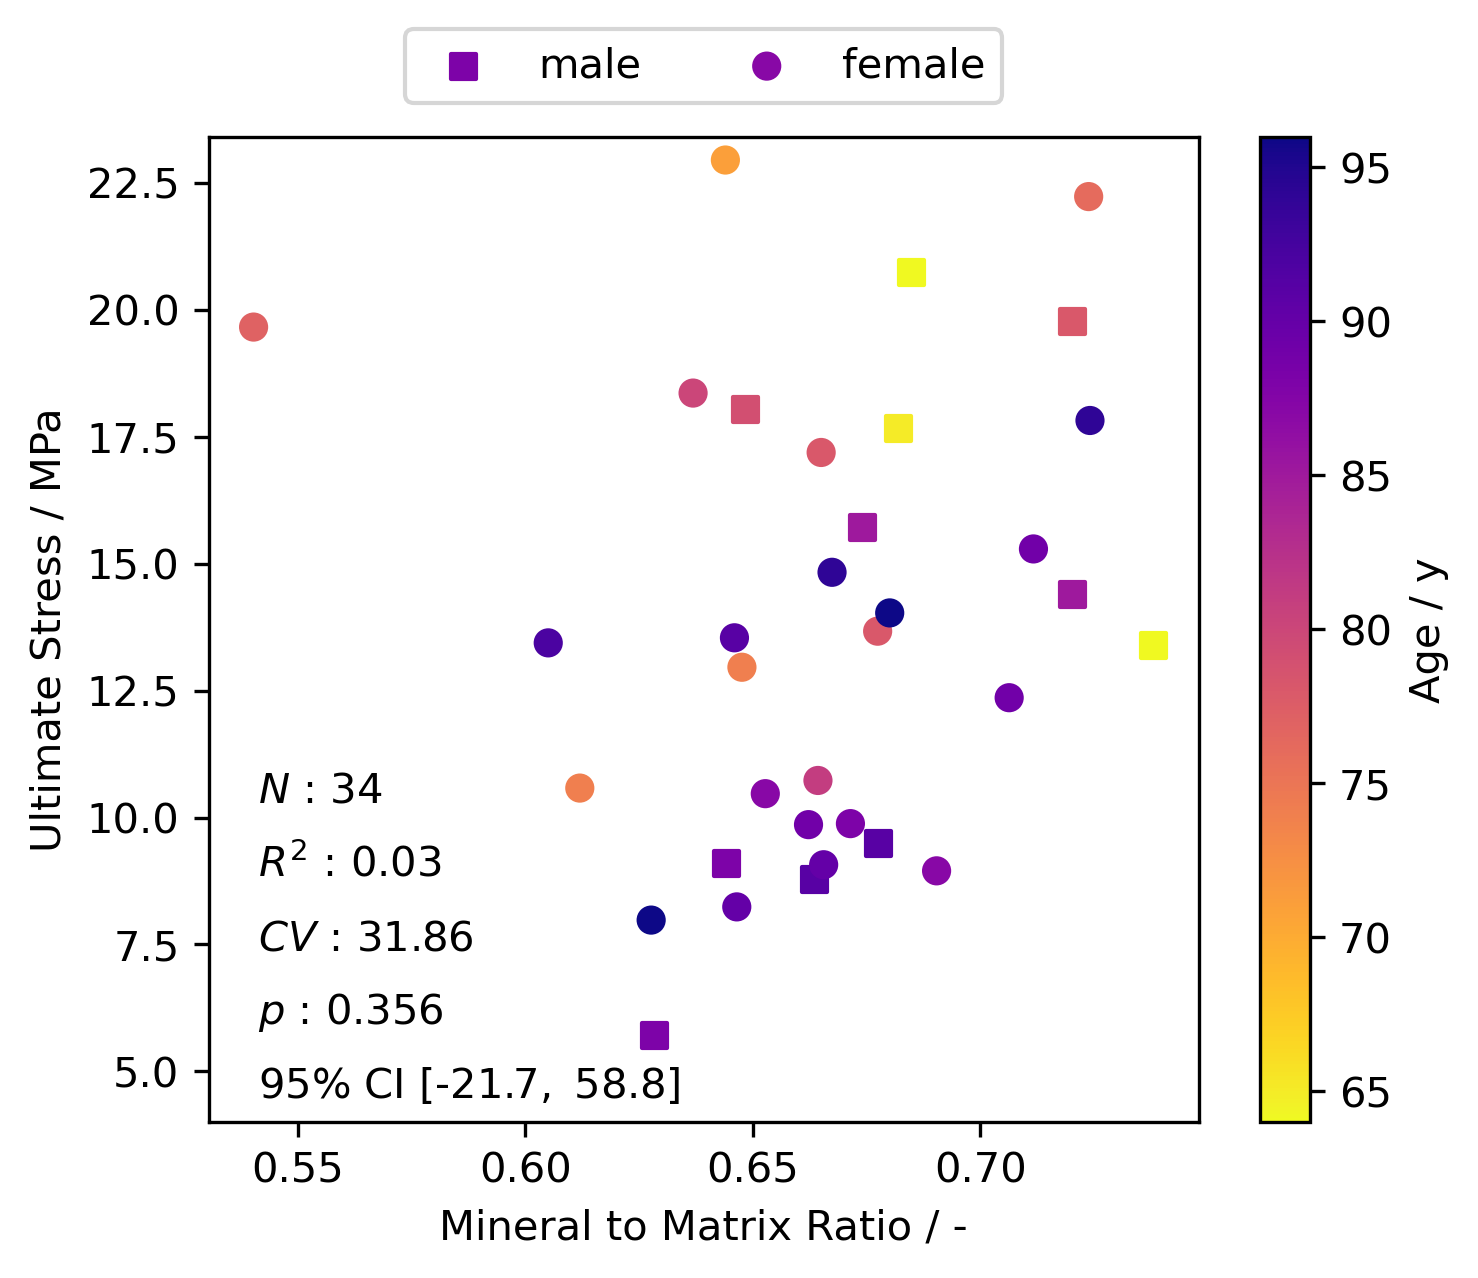 male female
22.5
20.0
17.5
15.0
12.5
10.0
7.5
5.0
Ultimate Stress / MPa
N : 34
R² : 0.03
CV : 31.86
p : 0.356
95% CI [-21.7, 58.8]
0.55 0.60 0.65 0.70
Mineral to Matrix Ratio / -
95
90
85
80
75
70
65
Age / y